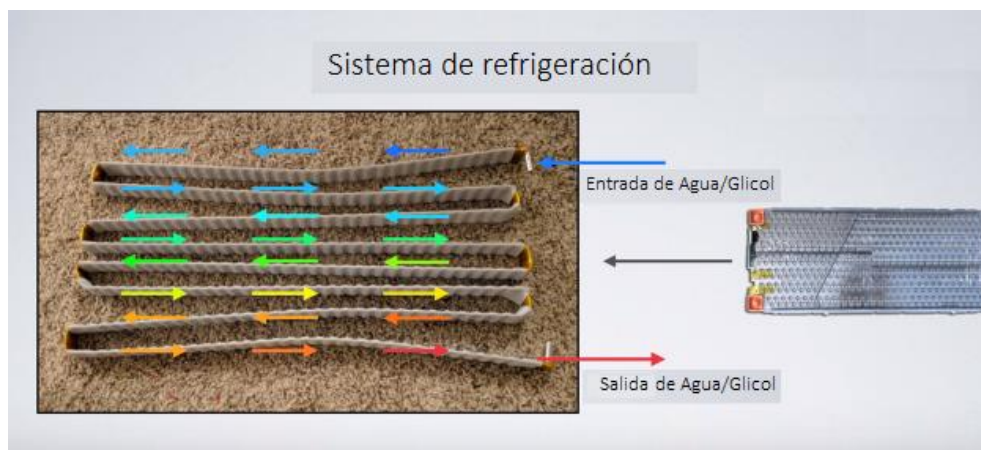 Sistema de refrigeración
Entrada de Agua/Glicol
Salida de Agua/Glicol